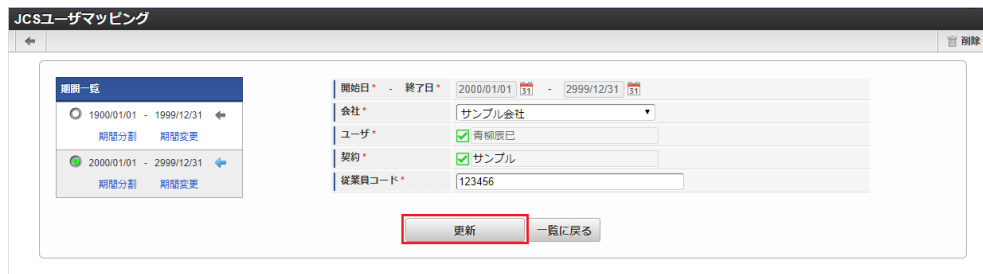 JCSユーザマッピング
削除
期間一覧
1900/01/01 - 1999/12/31
期間分割 期間変更
2000/01/01 - 2999/12/31
期間分割 期間変更
開始日* - 終了日* 2000/01/01 31 - 2999/12/31 31
会社* サンプル会社
ユーザ* 青柳辰巳
契約* サンプル
従業員コード* 123456
更新 一覧に戻る